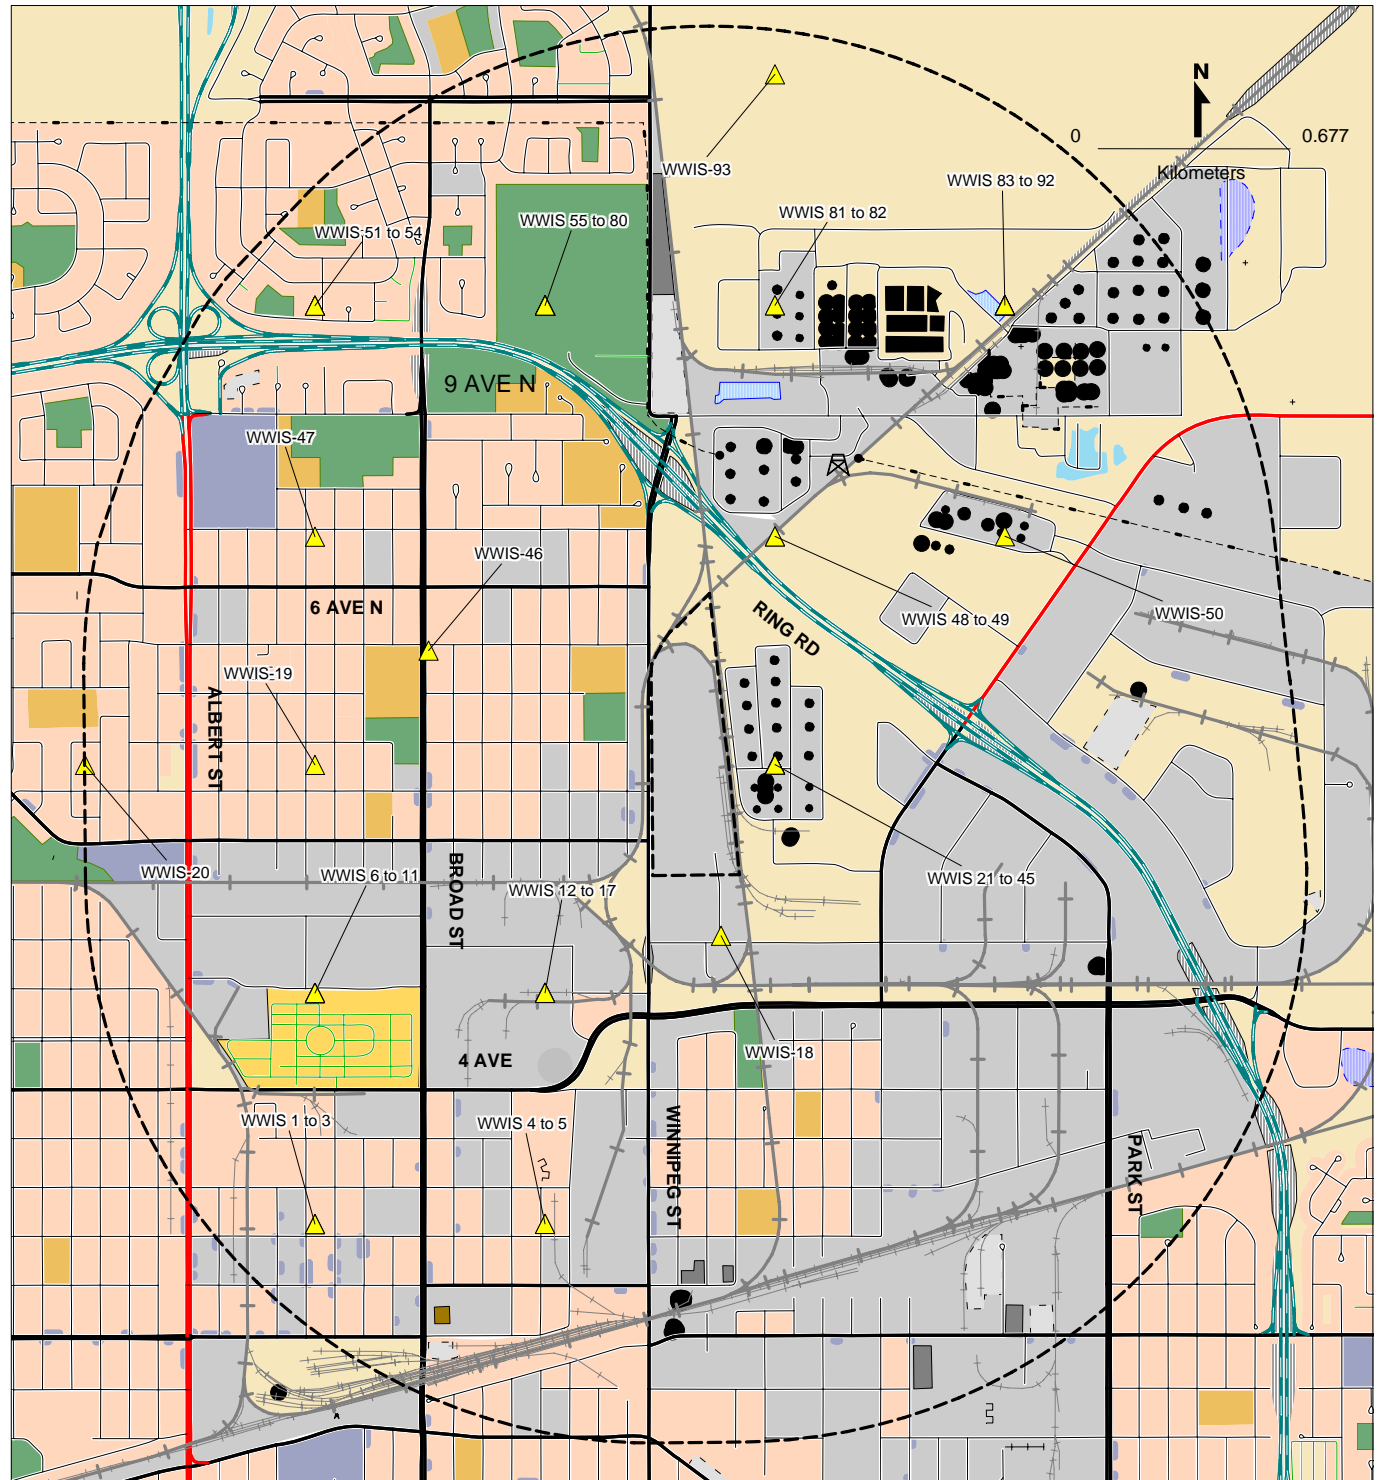 N
0 0.677
Kilometers
WWIS-93
WWIS 83 to 92
WWIS 81 to 82
WWIS 55 to 80
WWIS 51 to 54
9 AVE N
WWIS-47
WWIS-46
6 AVE N
RING RD
WWIS 48 to 49
WWIS-50
WWIS-19
ALBERT ST
WWIS-20
WWIS 6 to 11
BROAD ST
WWIS 12 to 17
WWIS 21 to 45
4 AVE
WWIS-18
WWIS 1 to 3
WWIS 4 to 5
WINNIPEG ST
PARK ST